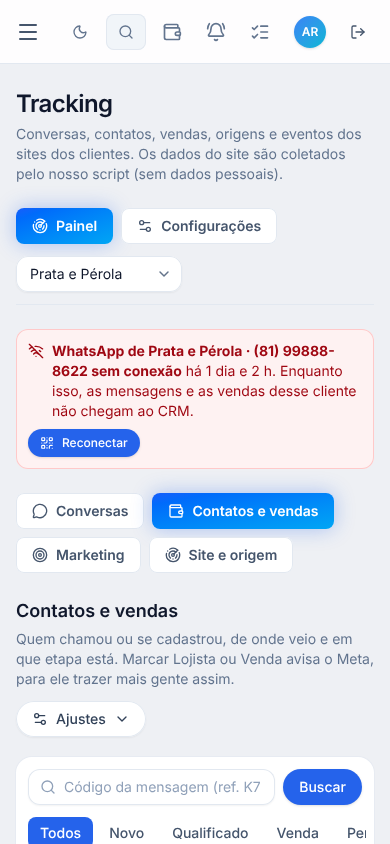 AR
Tracking
Conversas, contatos, vendas, origens e eventos dos
sites dos clientes. Os dados do site são coletados
pelo nosso script (sem dados pessoais).
Painel
Configurações
Prata e Pérola
WhatsApp de Prata e Pérola · (81) 99888-
8622 sem conexão há 1 dia e 2 h. Enquanto
isso, as mensagens e as vendas desse cliente
não chegam ao CRM.
Reconectar
Conversas
Contatos e vendas
Marketing
Site e origem
Contatos e vendas
Quem chamou ou se cadastrou, de onde veio e em
que etapa está. Marcar Lojista ou Venda avisa o Meta,
para ele trazer mais gente assim.
Ajustes
Código da mensagem (ref. K7
Buscar
Todos Novo Qualificado Venda